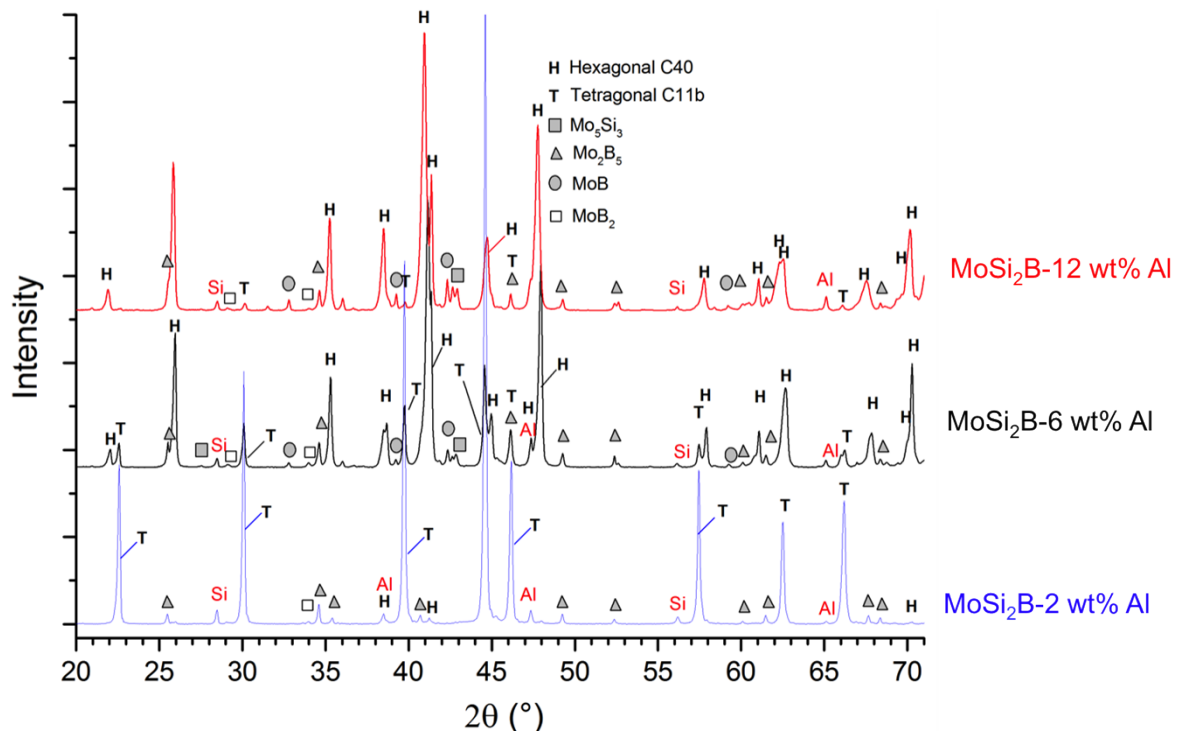 H
H Hexagonal C40
T Tetragonal C11b
Mo₅Si₃
Mo₂B₅
MoB
MoB₂
H H Si T H H T H H T H Si H H H H Al T H H
MoSi₂B-12 wt% Al
H T H Si T H H T H T H T Al H H Si T H H H Al T H H H
MoSi₂B-6 wt% Al
T Si T Al H T H T Al Si T T Al T H
MoSi₂B-2 wt% Al
Intensity
20 25 30 35 40 45 50 55 60 65 70
2θ (°)